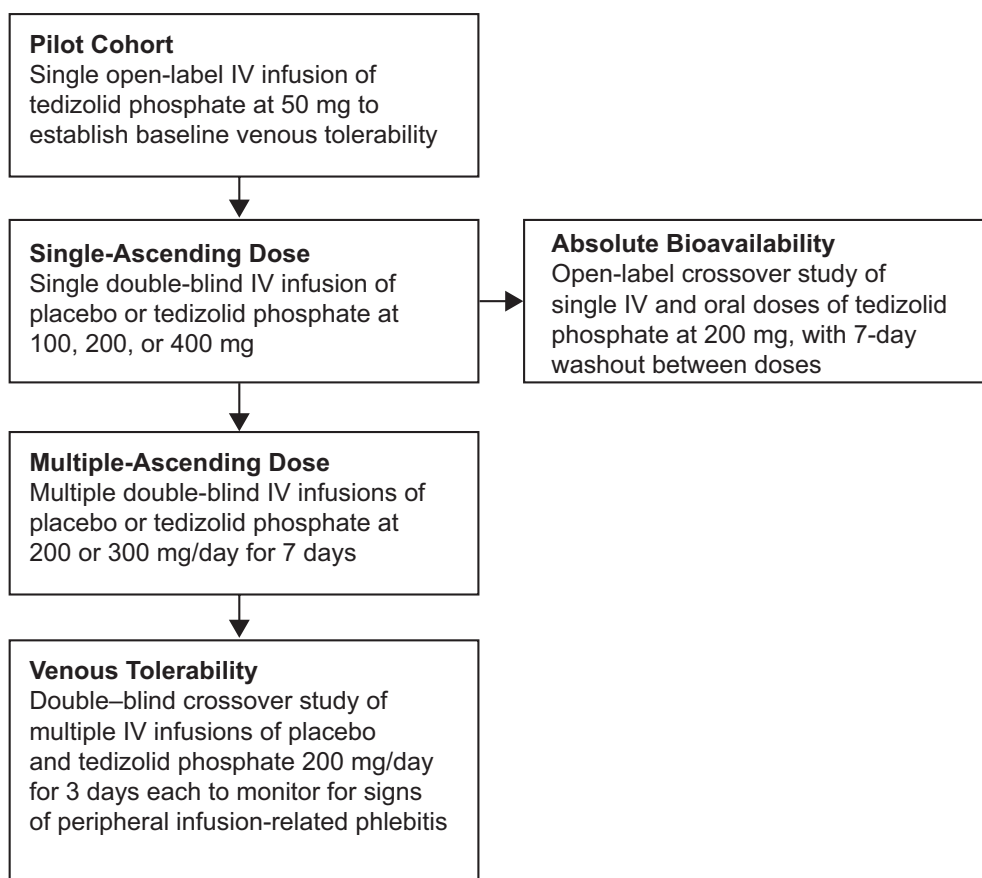 Pilot Cohort
Single open-label IV infusion of
tedizolid phosphate at 50 mg to
establish baseline venous tolerability
Single-Ascending Dose
Single double-blind IV infusion of
placebo or tedizolid phosphate at
100, 200, or 400 mg
Absolute Bioavailability
Open-label crossover study of
single IV and oral doses of tedizolid
phosphate at 200 mg, with 7-day
washout between doses
Multiple-Ascending Dose
Multiple double-blind IV infusions of
placebo or tedizolid phosphate at
200 or 300 mg/day for 7 days
Venous Tolerability
Double–blind crossover study of
multiple IV infusions of placebo
and tedizolid phosphate 200 mg/day
for 3 days each to monitor for signs
of peripheral infusion-related phlebitis